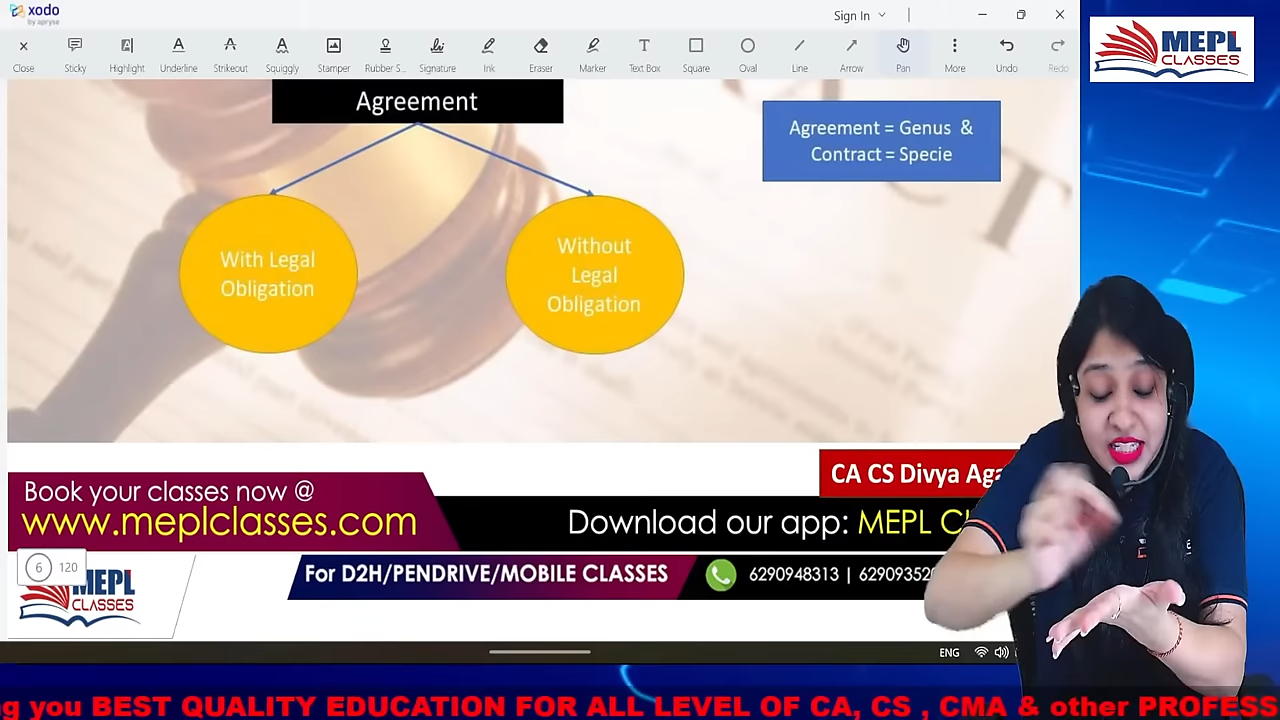 xodo
by apryse
Sign In
Close
Sticky
Highlight
Underline
Strikeout
Squiggly
Stamper
Rubber S...
Signature
Ink
Eraser
Marker
Text Box
Square
Oval
Line
Arrow
Pan
More
Undo
Redo
MEPL
CLASSES
Agreement
Agreement = Genus &
Contract = Specie
With Legal
Obligation
Without
Legal
Obligation
CA CS Divya Aga
Book your classes now @
www.meplclasses.com
Download our app: MEPL
6 120
For D2H/PENDRIVE/MOBILE CLASSES
6290948313 | 62909352
MEPL
CLASSES
ENG
g you BEST QUALITY EDUCATION FOR ALL LEVEL OF CA, CS , CMA & other PROFESS